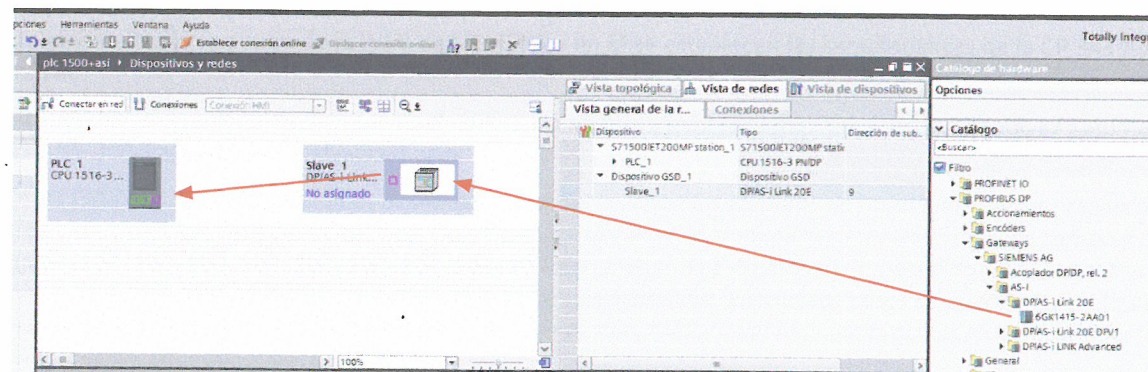 pciones Herramientas Ventana Ayuda
Establecer conexión online Deshacer conexión online
Totally Integr
plc 1500+asi ▸ Dispositivos y redes
Catálogo de hardware
Vista topológica Vista de redes Vista de dispositivos
Opciones
Conectar en red Conexiones Conexión HMI
Vista general de la r... Conexiones
Dispositivo Tipo Dirección de sub..
Catálogo
<Buscar>
S71500/ET200MP station_1 S71500/ET200MP stati
PLC_1 CPU 1516-3 PN/DP
Dispositivo GSD_1 Dispositivo GSD
Slave_1 DP/AS-i Link 20E 9
PLC_1
CPU 1516-3...
Slave_1
DP/AS-i Link...
No asignado
Filtro
PROFINET IO
PROFIBUS DP
Accionamientos
Encóders
Gateways
SIEMENS AG
Acoplador DP/DP, rel. 2
AS-I
DP/AS-i Link 20E
6GK1415-2AA01
DP/AS-i Link 20E DPV1
DP/AS-i LINK Advanced
General
100%